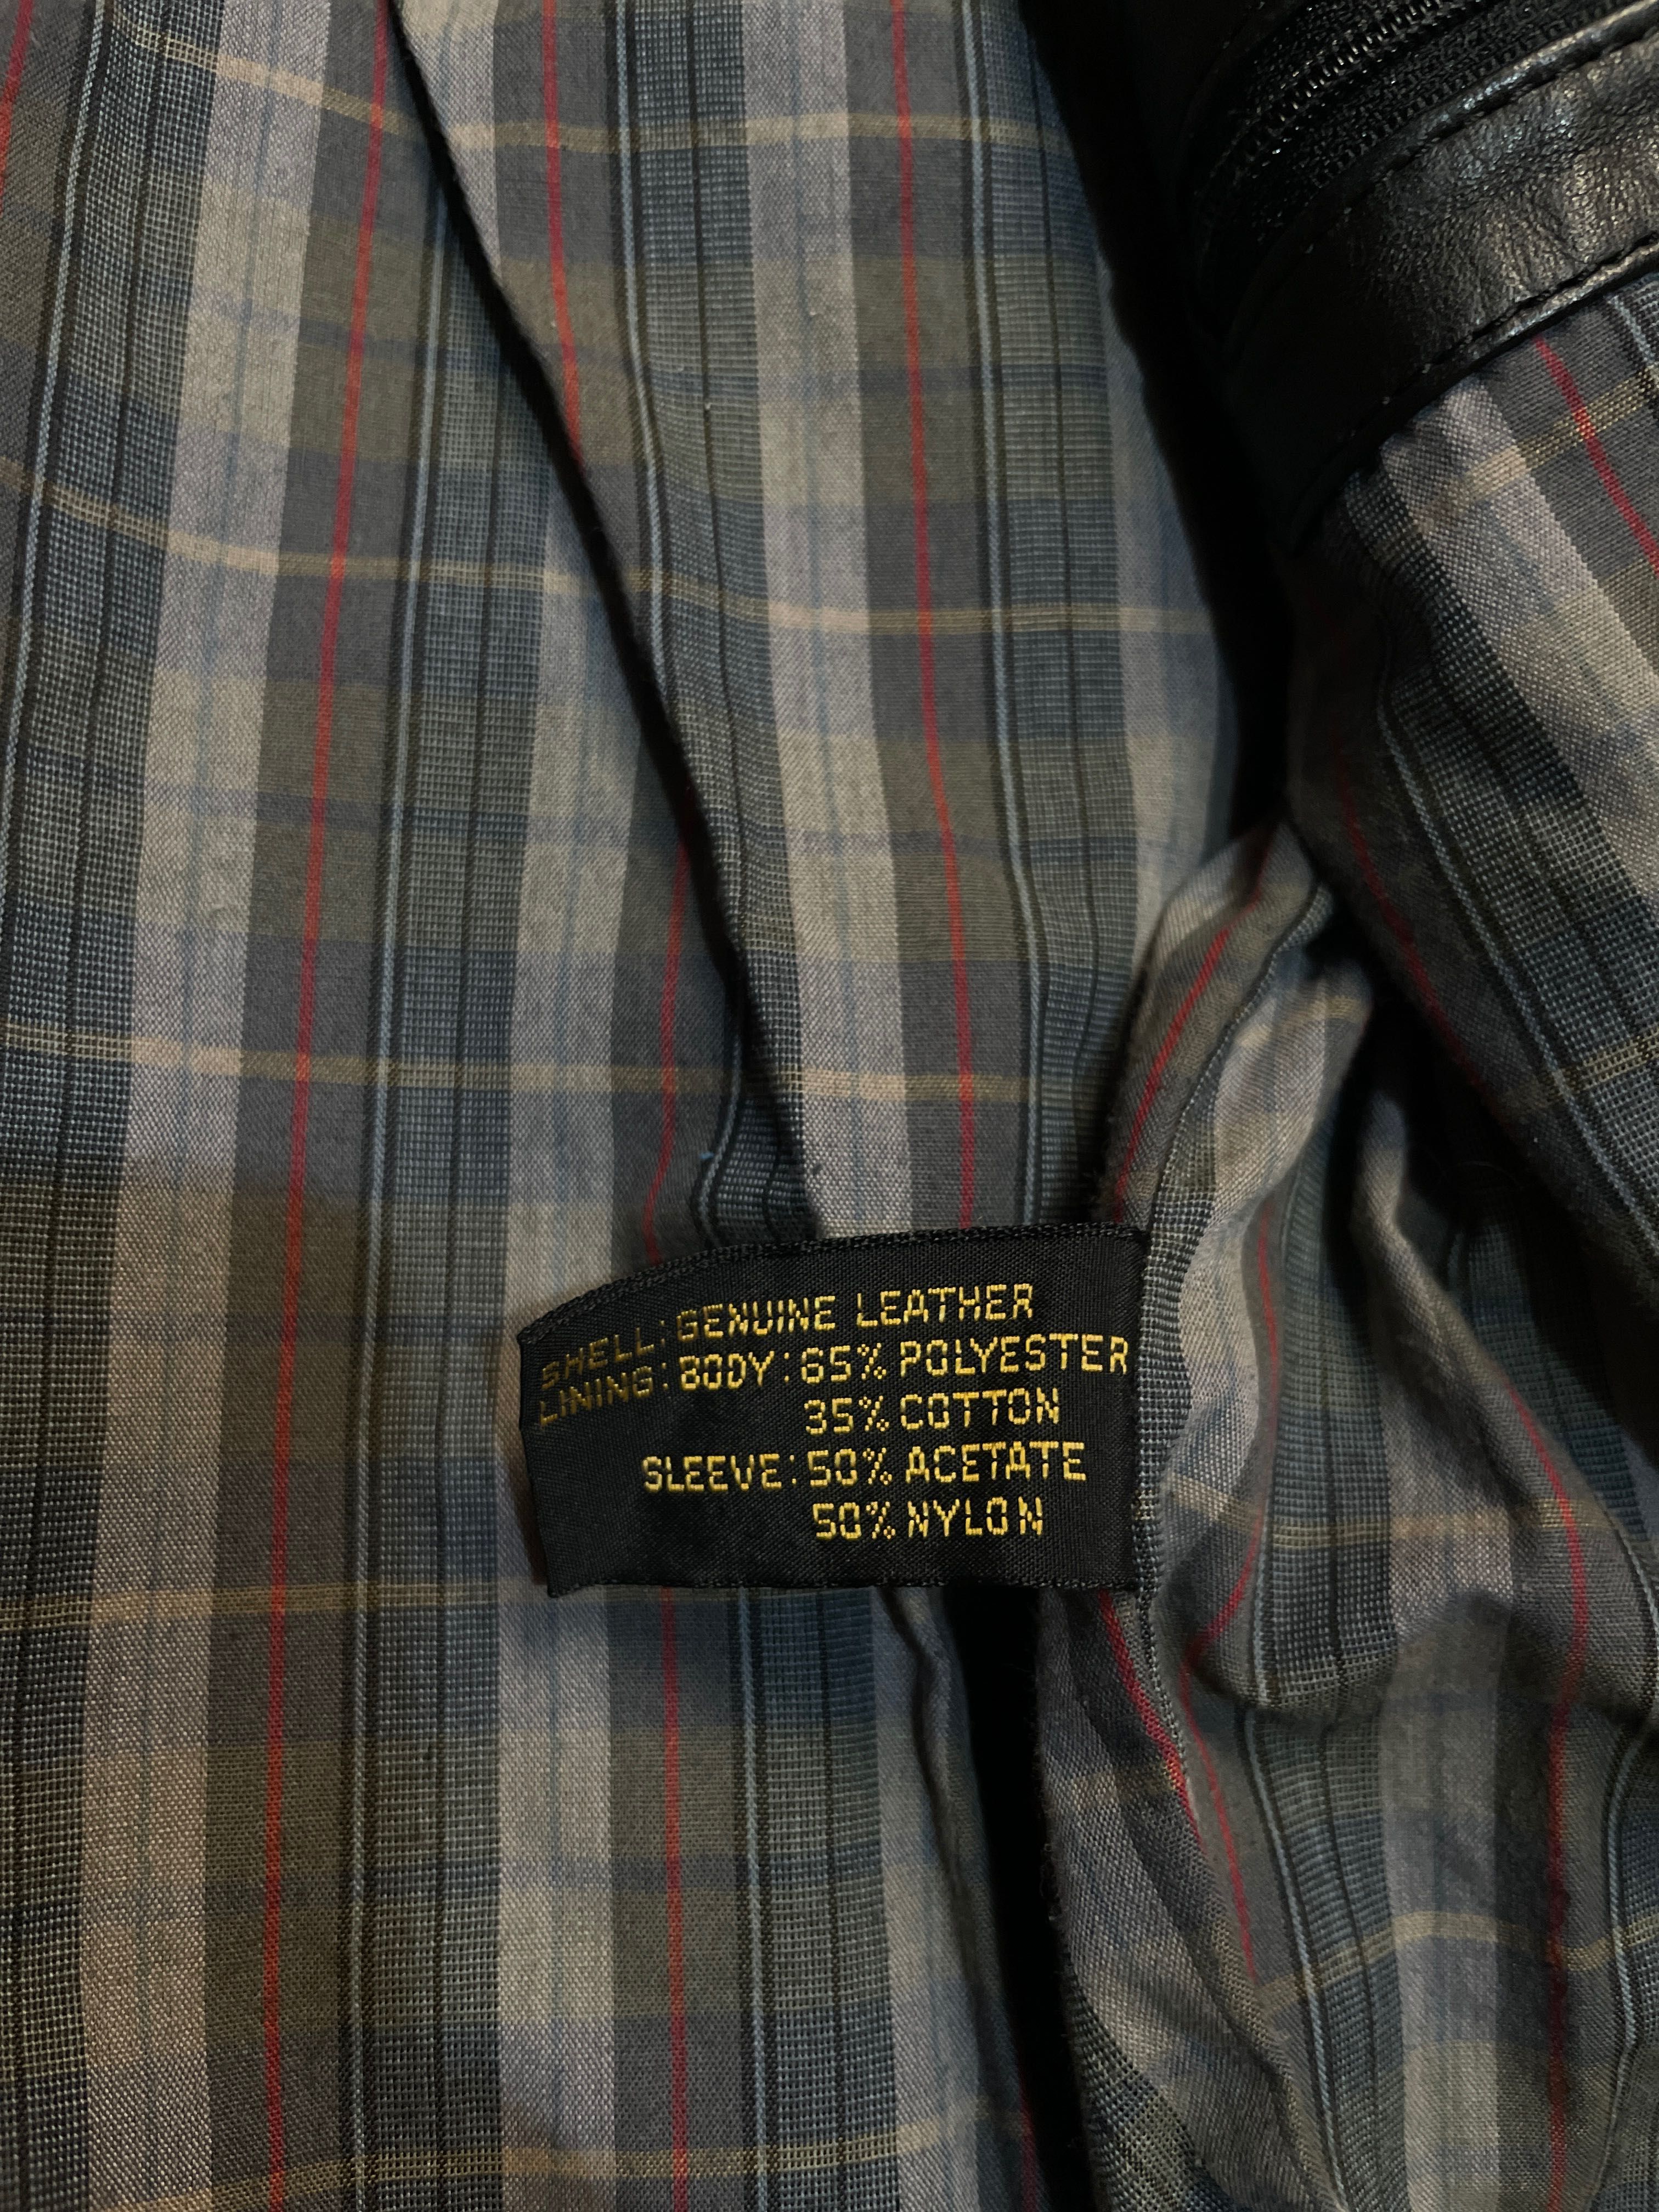 SHELL: GENUINE LEATHER
LINING: BODY: 65% POLYESTER
35% COTTON
SLEEVE: 50% ACETATE
50% NYLON